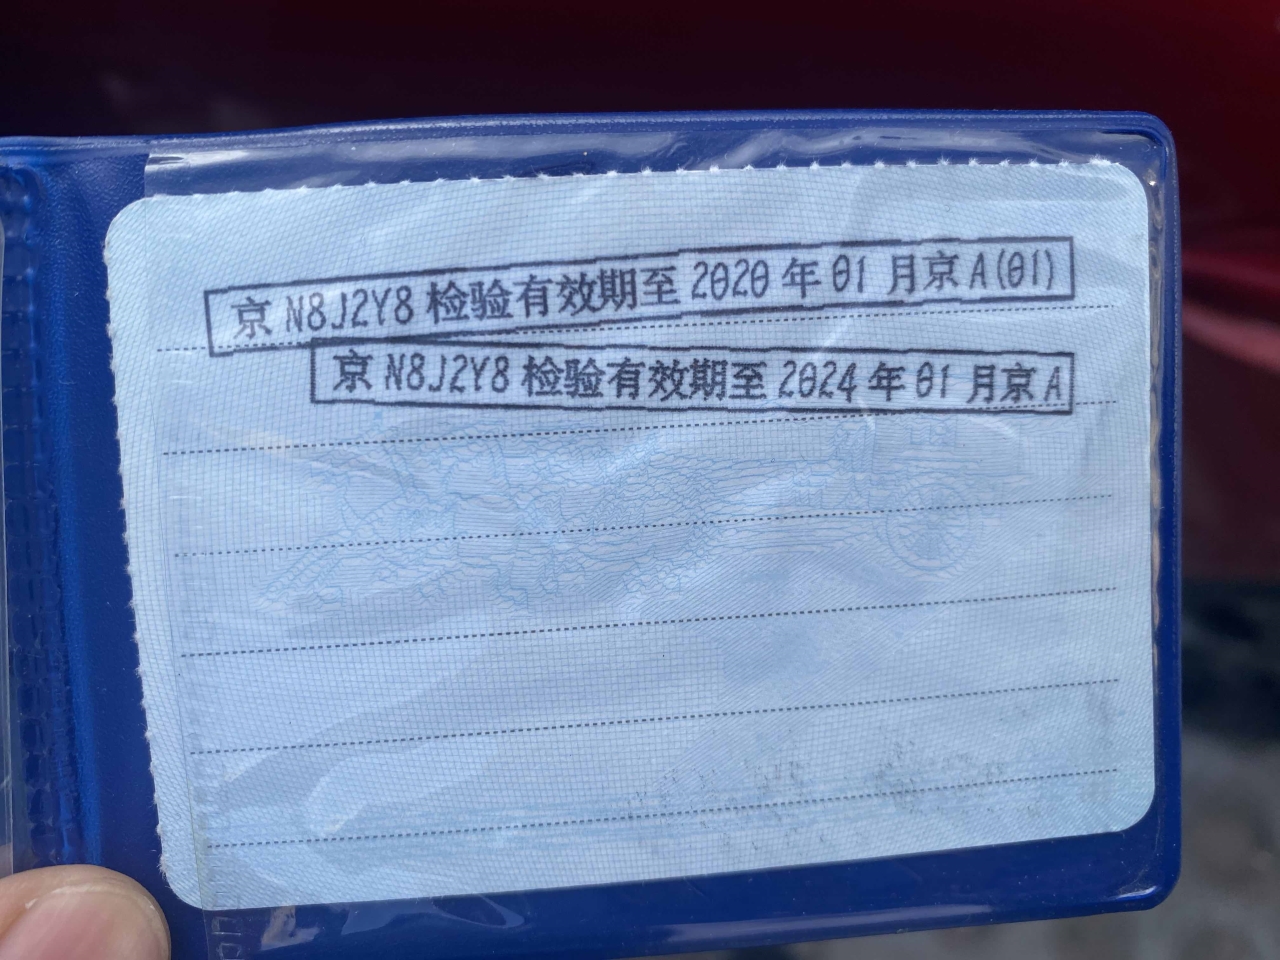 京 N8J2Y8 检验有效期至 2020 年 01 月京 A(01)
京 N8J2Y8 检验有效期至 2024 年 01 月京 A